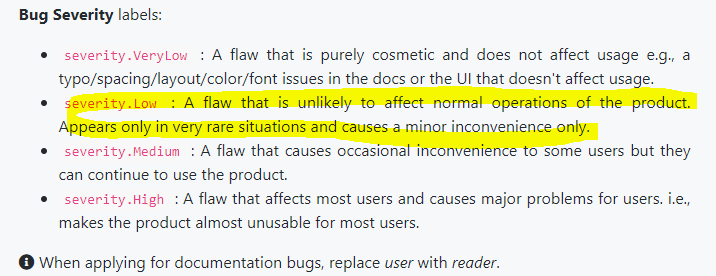 Bug Severity labels:
severity.VeryLow : A flaw that is purely cosmetic and does not affect usage e.g., a
typo/spacing/layout/color/font issues in the docs or the UI that doesn't affect usage.
severity.Low : A flaw that is unlikely to affect normal operations of the product.
Appears only in very rare situations and causes a minor inconvenience only.
severity.Medium : A flaw that causes occasional inconvenience to some users but they
can continue to use the product.
severity.High : A flaw that affects most users and causes major problems for users. i.e.,
makes the product almost unusable for most users.
When applying for documentation bugs, replace user with reader.